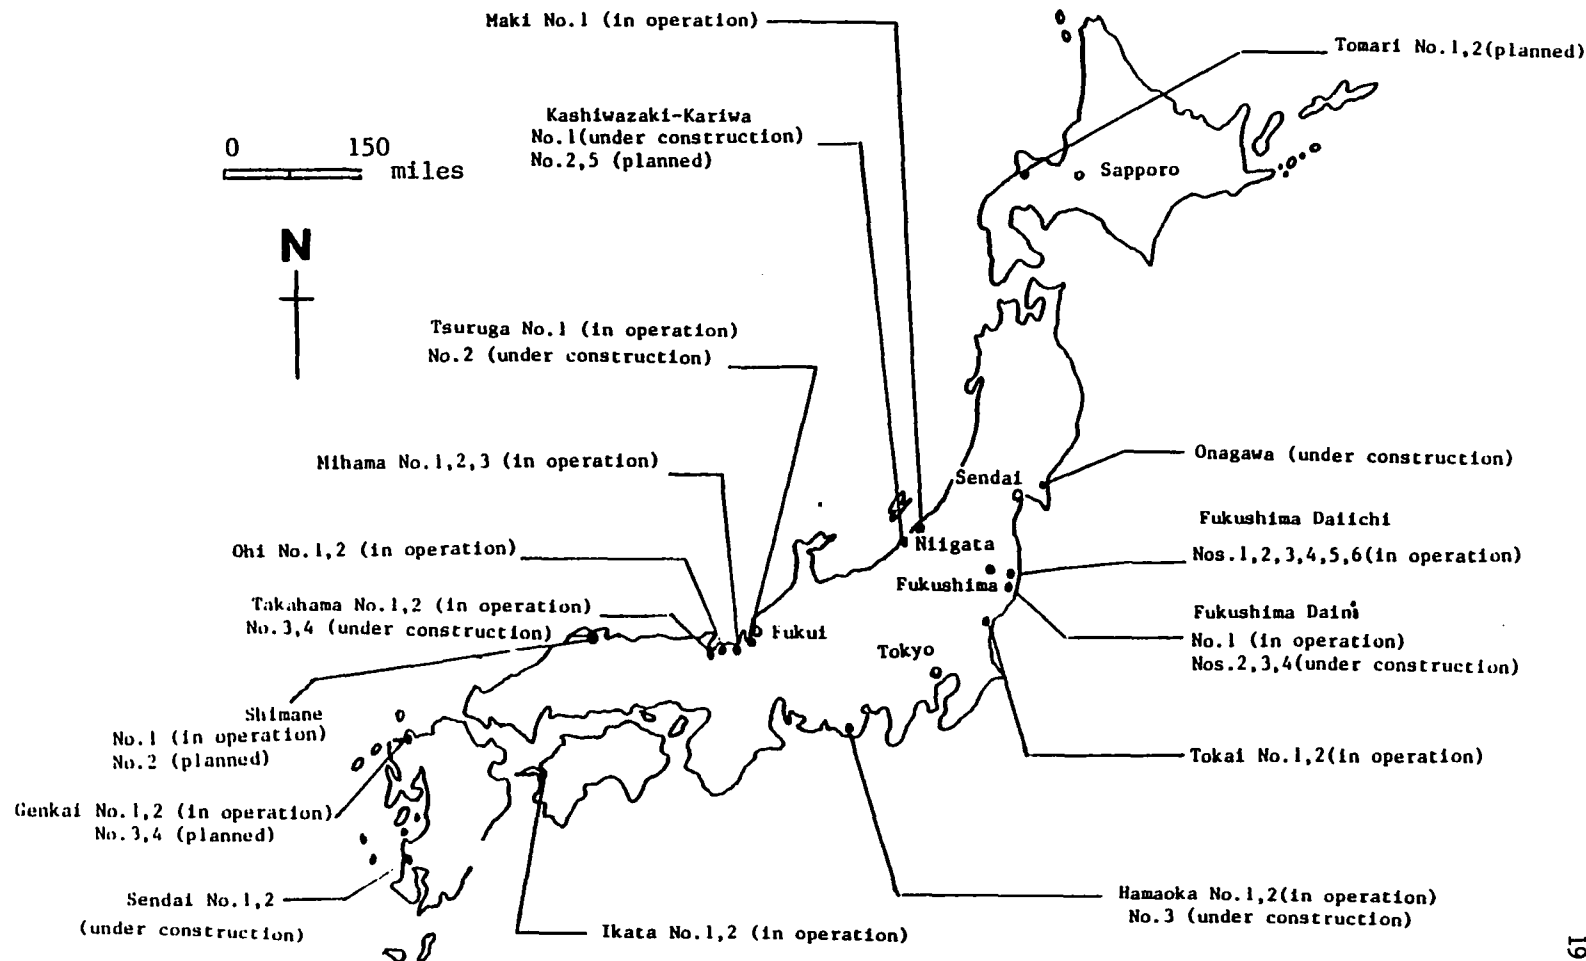 Maki No.1 (in operation)
Tomari No.1,2(planned)
Kashiwazaki-Kariwa
No.1(under construction)
No.2,5 (planned)
0 150 miles
Sapporo
N
Tsuruga No.1 (in operation)
No.2 (under construction)
Mihama No.1,2,3 (in operation)
Onagawa (under construction)
Sendai
Fukushima Daiichi
Nos.1,2,3,4,5,6(in operation)
Niigata
Ohi No.1,2 (in operation)
Fukushima
Takahama No.1,2 (in operation)
No.3,4 (under construction)
Fukui
Fukushima Daini
No.1 (in operation)
Nos.2,3,4(under construction)
Tokyo
Shimane
No.1 (in operation)
No.2 (planned)
Tokai No.1,2(in operation)
Genkai No.1,2 (in operation)
No.3,4 (planned)
Sendai No.1,2
(under construction)
Hamaoka No.1,2(in operation)
No.3 (under construction)
Ikata No.1,2 (in operation)
19